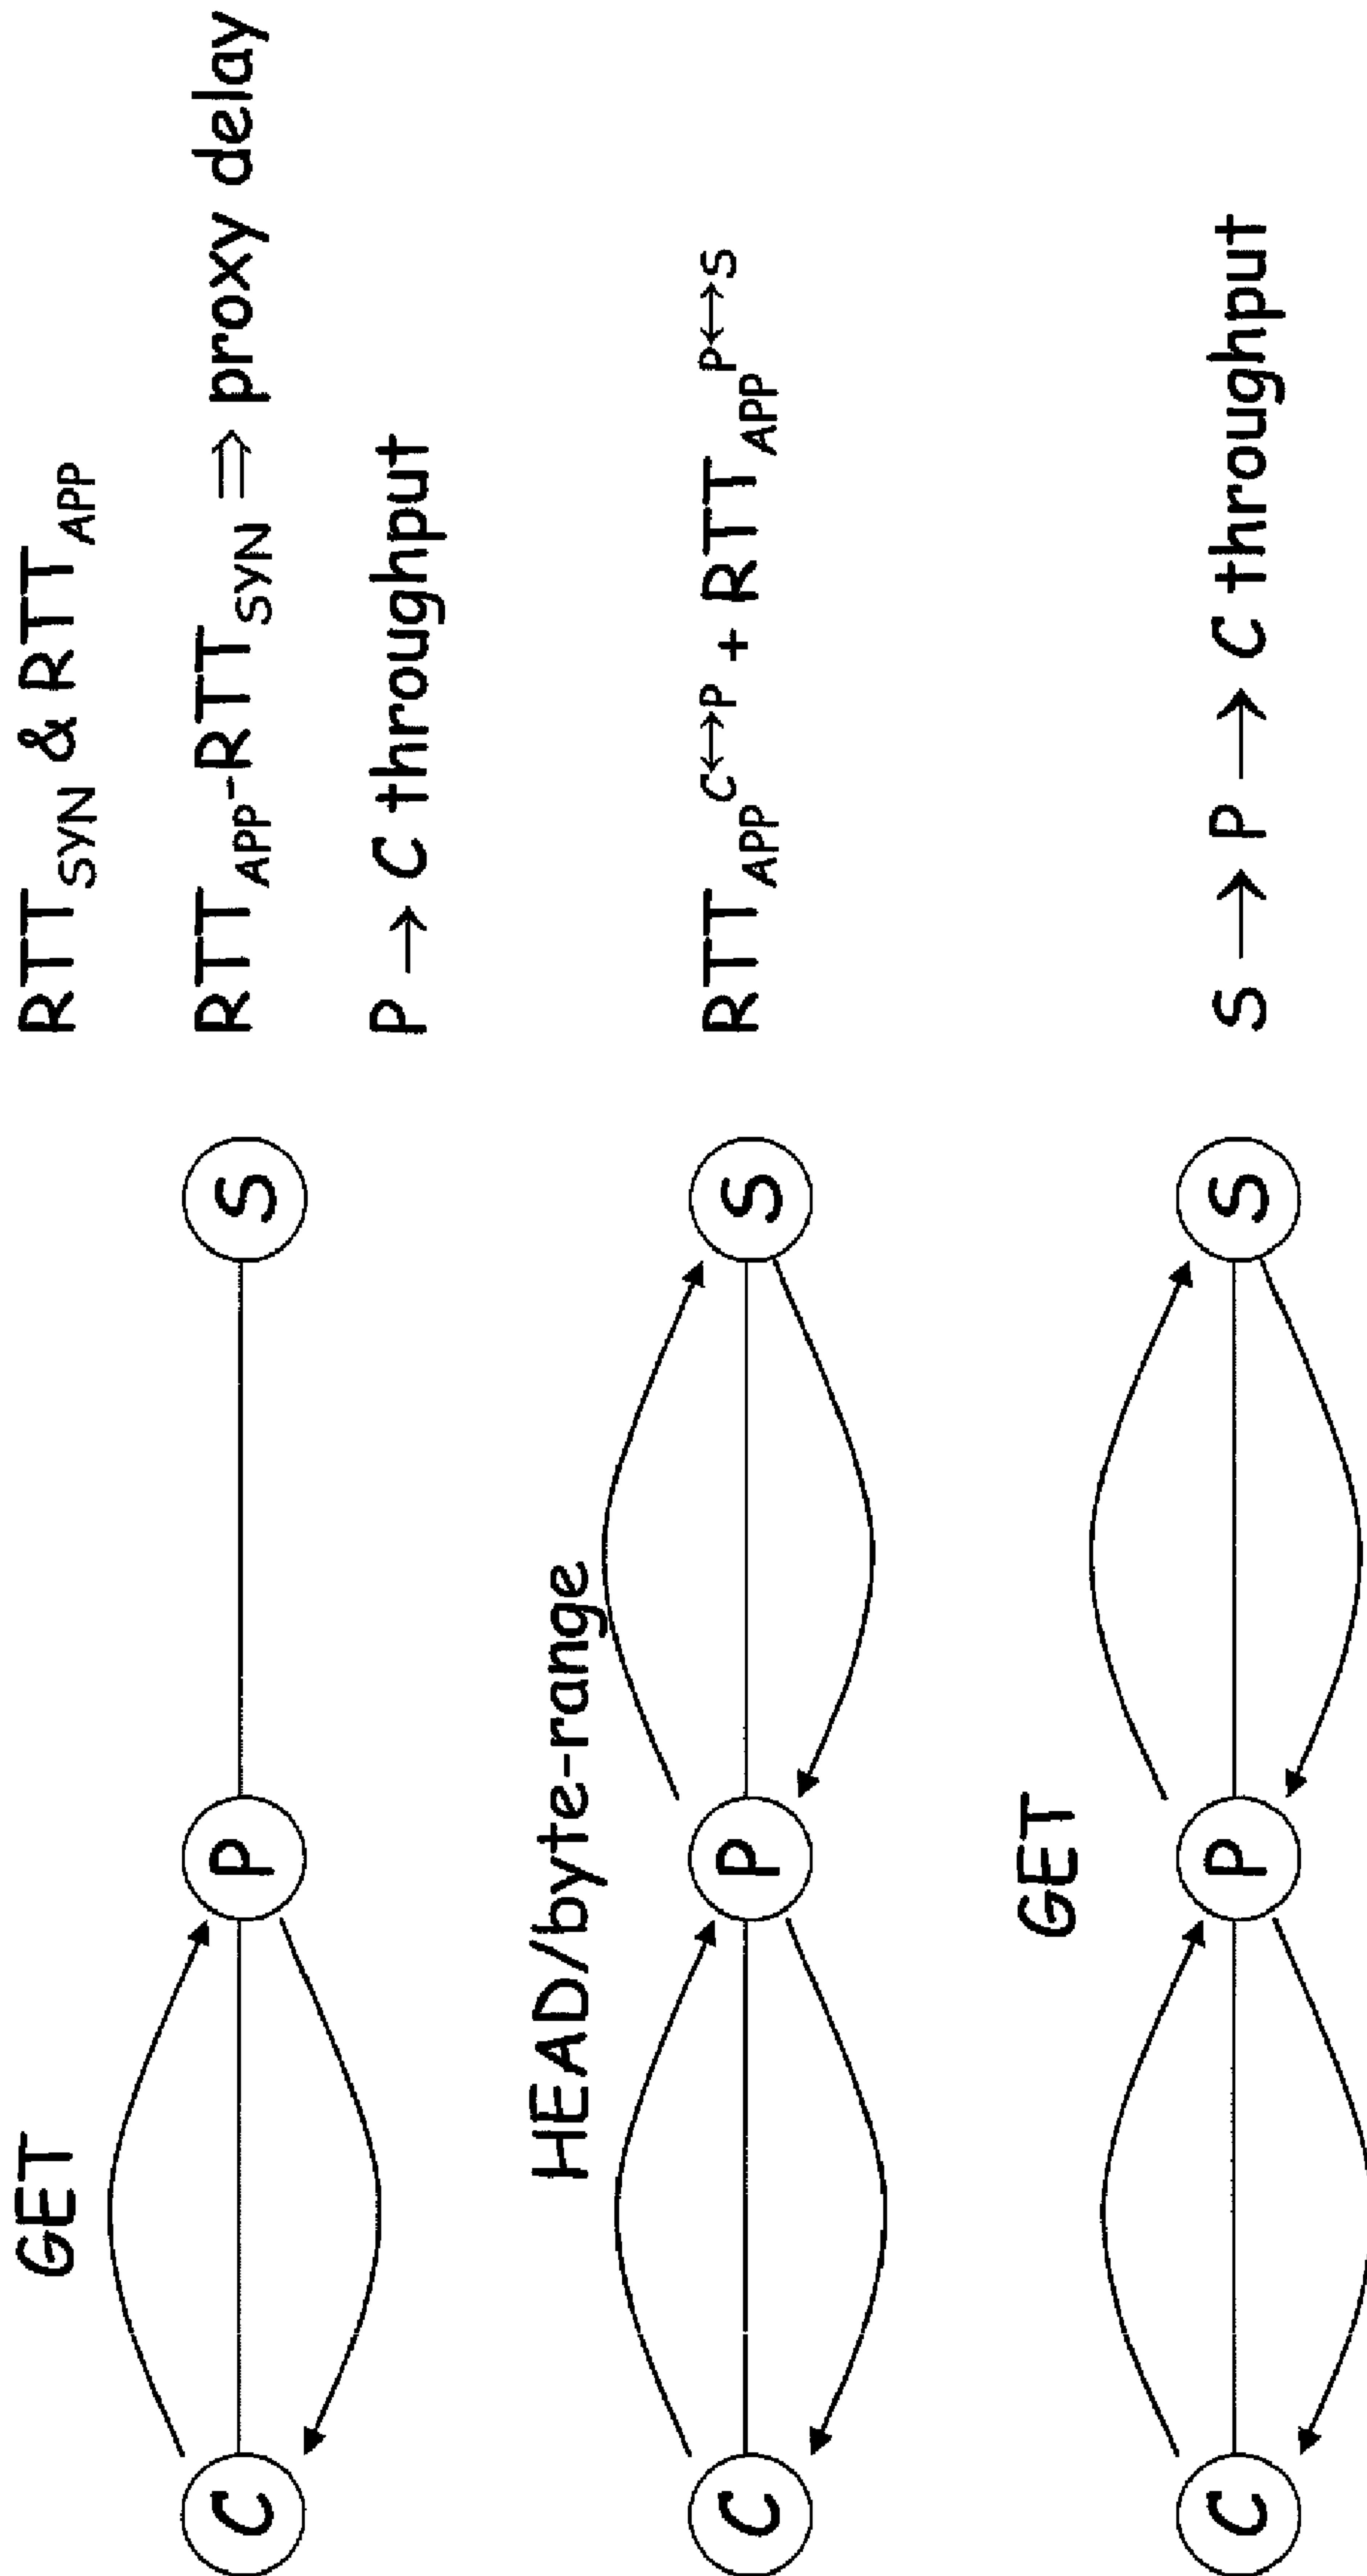 GET
C
P
S
RTT_SYN & RTT_APP
RTT_APP-RTT_SYN ⇒ proxy delay
P → C throughput
HEAD/byte-range
C
P
S
RTT_APP^C↔P + RTT_APP^P↔S
GET
C
P
S
S → P → C throughput